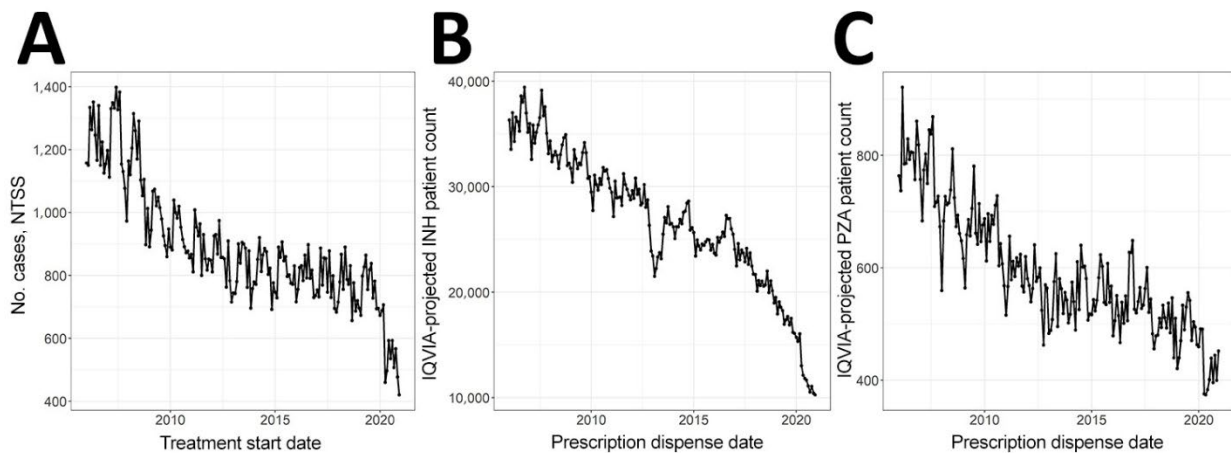 A
No. cases, NTSS
1,400
1,200
1,000
800
600
400
2010
2015
2020
Treatment start date
B
IQVIA-projected INH patient count
40,000
30,000
20,000
10,000
2010
2015
2020
Prescription dispense date
C
IQVIA-projected PZA patient count
800
600
400
2010
2015
2020
Prescription dispense date